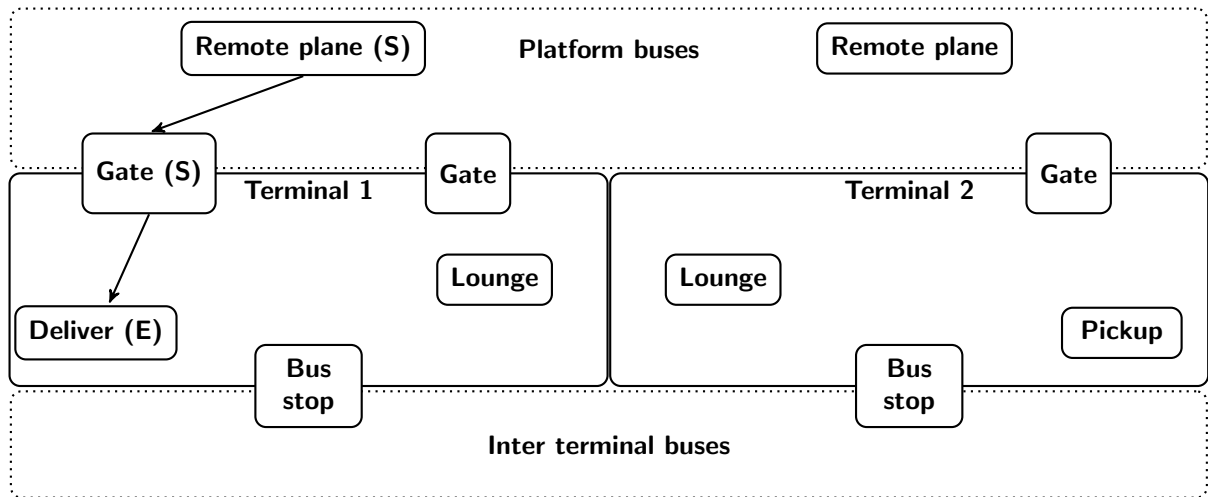 Remote plane (S)
Platform buses
Remote plane
Gate (S)
Terminal 1
Gate
Terminal 2
Gate
Lounge
Lounge
Deliver (E)
Pickup
Bus
stop
Bus
stop
Inter terminal buses